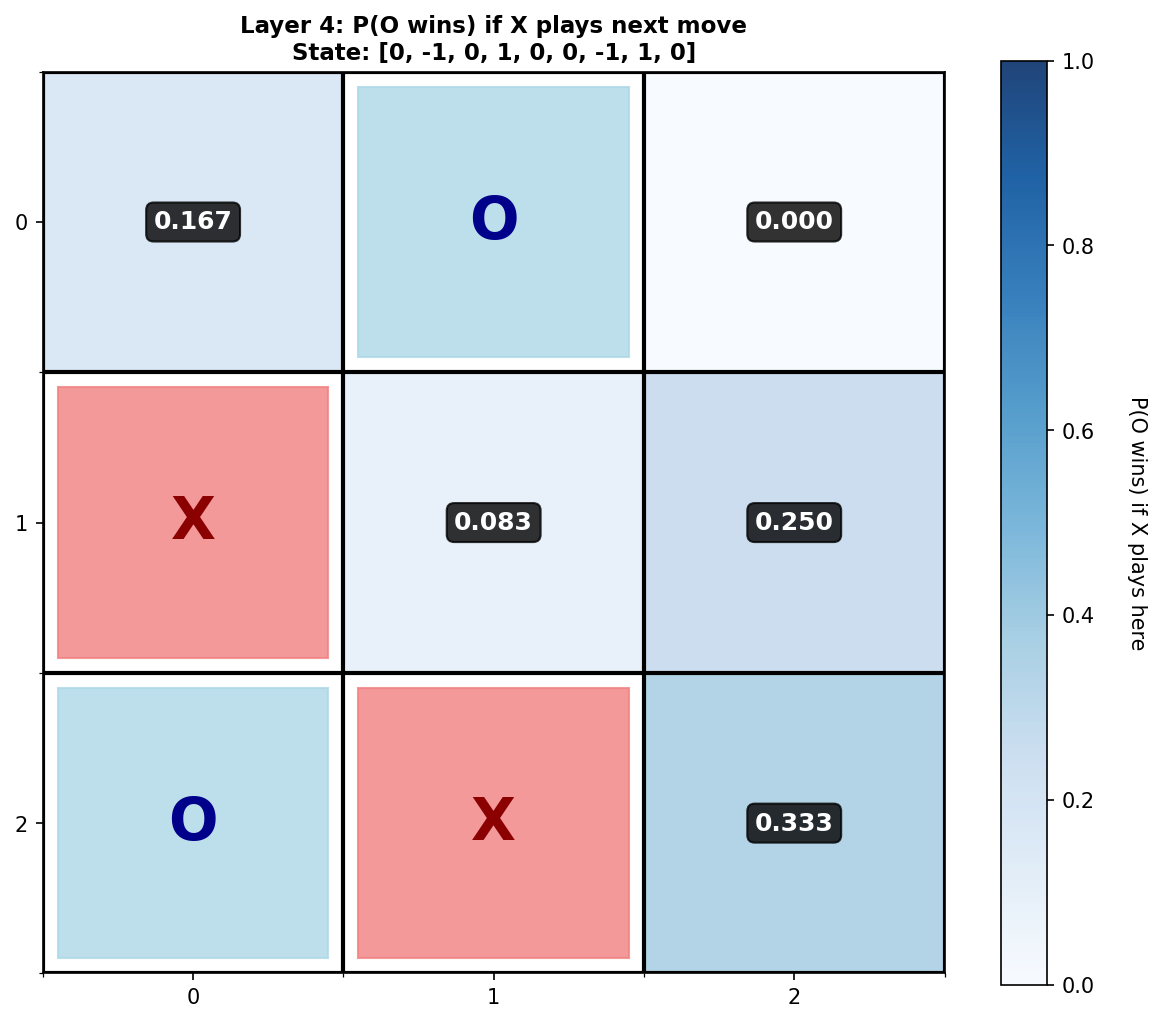 Layer 4: P(O wins) if X plays next move
State: [0, -1, 0, 1, 0, 0, -1, 1, 0]
0.167
O
0.000
X
0.083
0.250
O
X
0.333
0
1
2
0
1
2
1.0
0.8
0.6
0.4
0.2
0.0
P(O wins) if X plays here